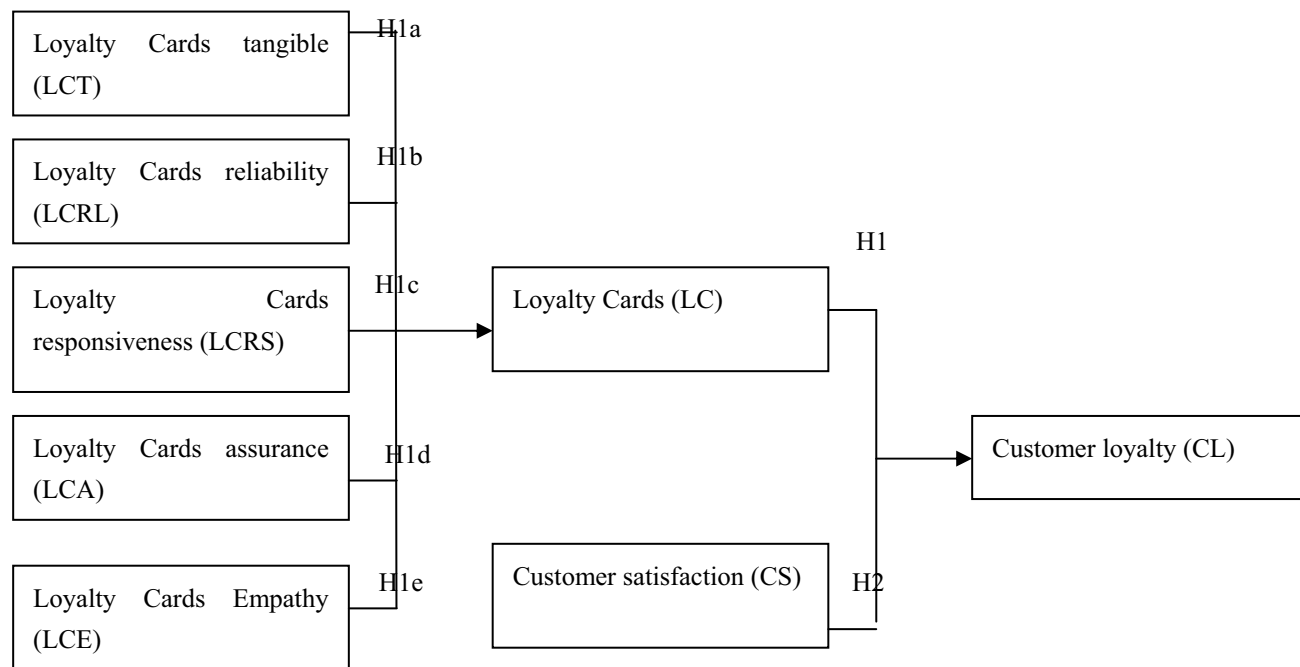 Loyalty Cards tangible
(LCT)
H1a
Loyalty Cards reliability
(LCRL)
H1b
Loyalty Cards
responsiveness (LCRS)
H1c
Loyalty Cards assurance
(LCA)
H1d
Loyalty Cards Empathy
(LCE)
H1e
Loyalty Cards (LC)
H1
Customer satisfaction (CS)
H2
Customer loyalty (CL)